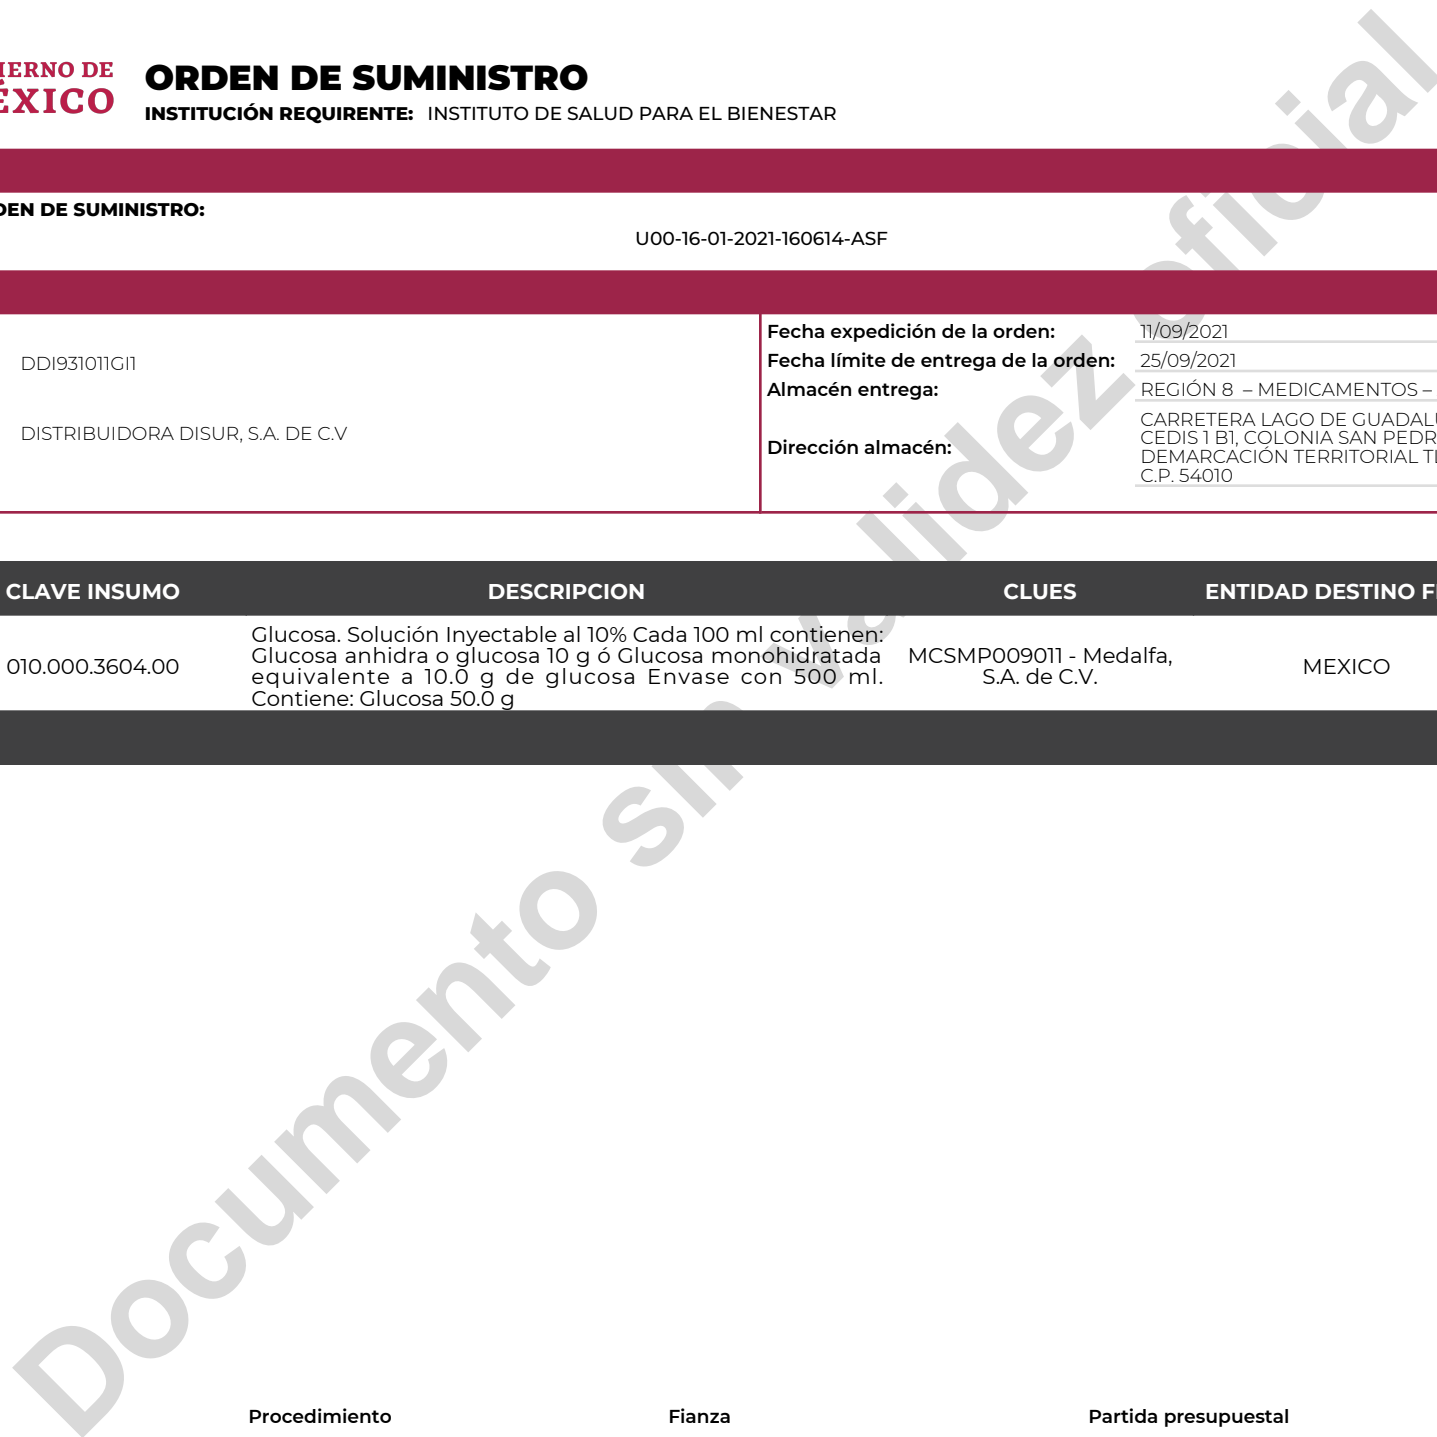 IERNO DE
ÉXICO
ORDEN DE SUMINISTRO
INSTITUCIÓN REQUIRENTE: INSTITUTO DE SALUD PARA EL BIENESTAR
DEN DE SUMINISTRO:
U00-16-01-2021-160614-ASF
DDI931011GI1
DISTRIBUIDORA DISUR, S.A. DE C.V
Fecha expedición de la orden: 11/09/2021
Fecha límite de entrega de la orden: 25/09/2021
Almacén entrega: REGIÓN 8 – MEDICAMENTOS –
Dirección almacén:
CARRETERA LAGO DE GUADALU
CEDIS 1 B1, COLONIA SAN PEDR
DEMARCACIÓN TERRITORIAL TL
C.P. 54010
CLAVE INSUMO DESCRIPCION CLUES ENTIDAD DESTINO FI
010.000.3604.00
Glucosa. Solución Inyectable al 10% Cada 100 ml contienen:
Glucosa anhidra o glucosa 10 g ó Glucosa monohidratada
equivalente a 10.0 g de glucosa Envase con 500 ml.
Contiene: Glucosa 50.0 g
MCSMP009011 - Medalfa,
S.A. de C.V.
MEXICO
Documento sin validez oficial
Procedimiento Fianza Partida presupuestal